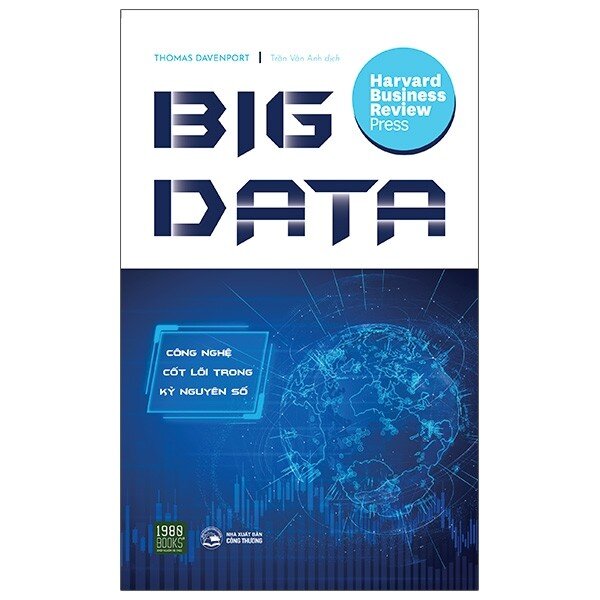 THOMAS DAVENPORT | Trần Vân Anh dịch
Harvard
Business
Review
Press
BIG
DATA
CÔNG NGHỆ
CỐT LÕI TRONG
KỶ NGUYÊN SỐ
1980
BOOKS
NHÀ XUẤT BẢN
CÔNG THƯƠNG